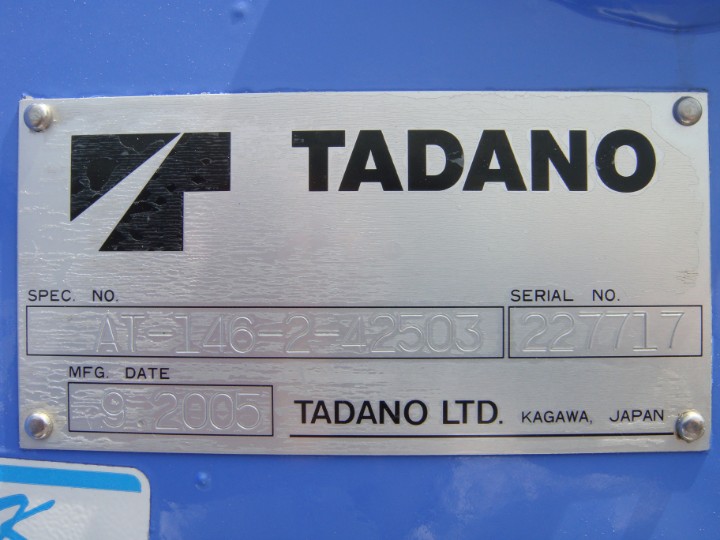 TADANO
SPEC. NO. SERIAL NO.
AT-146-2-42503 227717
MFG. DATE
9.2005 TADANO LTD. KAGAWA, JAPAN
K